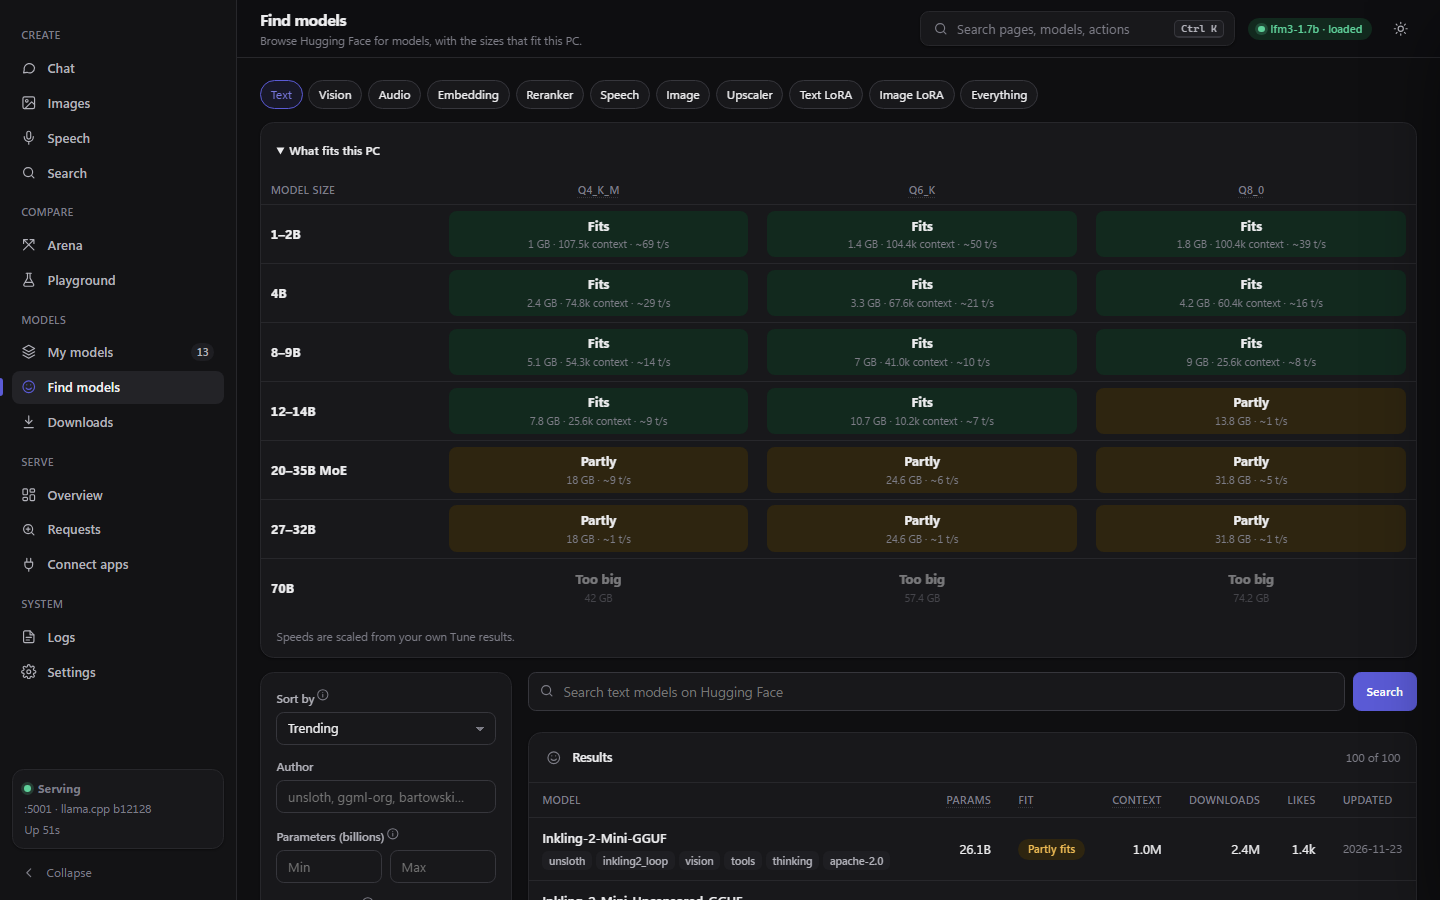 CREATE
Chat
Images
Speech
Search
COMPARE
Arena
Playground
MODELS
My models 13
Find models
Downloads
SERVE
Overview
Requests
Connect apps
SYSTEM
Logs
Settings
Serving
:5001 · llama.cpp b12128
Up 51s
Collapse
Find models
Browse Hugging Face for models, with the sizes that fit this PC.
Search pages, models, actions Ctrl K
lfm3-1.7b · loaded
Text Vision Audio Embedding Reranker Speech Image Upscaler Text LoRA Image LoRA Everything
▼ What fits this PC
MODEL SIZE Q4_K_M Q6_K Q8_0
1–2B Fits Fits Fits
1 GB · 107.5k context · ~69 t/s 1.4 GB · 104.4k context · ~50 t/s 1.8 GB · 100.4k context · ~39 t/s
4B Fits Fits Fits
2.4 GB · 74.8k context · ~29 t/s 3.3 GB · 67.6k context · ~21 t/s 4.2 GB · 60.4k context · ~16 t/s
8–9B Fits Fits Fits
5.1 GB · 54.3k context · ~14 t/s 7 GB · 41.0k context · ~10 t/s 9 GB · 25.6k context · ~8 t/s
12–14B Fits Fits Partly
7.8 GB · 25.6k context · ~9 t/s 10.7 GB · 10.2k context · ~7 t/s 13.8 GB · ~1 t/s
20–35B MoE Partly Partly Partly
18 GB · ~9 t/s 24.6 GB · ~6 t/s 31.8 GB · ~5 t/s
27–32B Partly Partly Partly
18 GB · ~1 t/s 24.6 GB · ~1 t/s 31.8 GB · ~1 t/s
70B Too big Too big Too big
42 GB 57.4 GB 74.2 GB
Speeds are scaled from your own Tune results.
Sort by
Trending
Author
unsloth, ggml-org, bartowski...
Parameters (billions)
Min Max
Search text models on Hugging Face Search
Results 100 of 100
MODEL PARAMS FIT CONTEXT DOWNLOADS LIKES UPDATED
Inkling-2-Mini-GGUF 26.1B Partly fits 1.0M 2.4M 1.4k 2026-11-23
unsloth inkling2_loop vision tools thinking apache-2.0
Inkling-2-Mini-Uncensored-GGUF